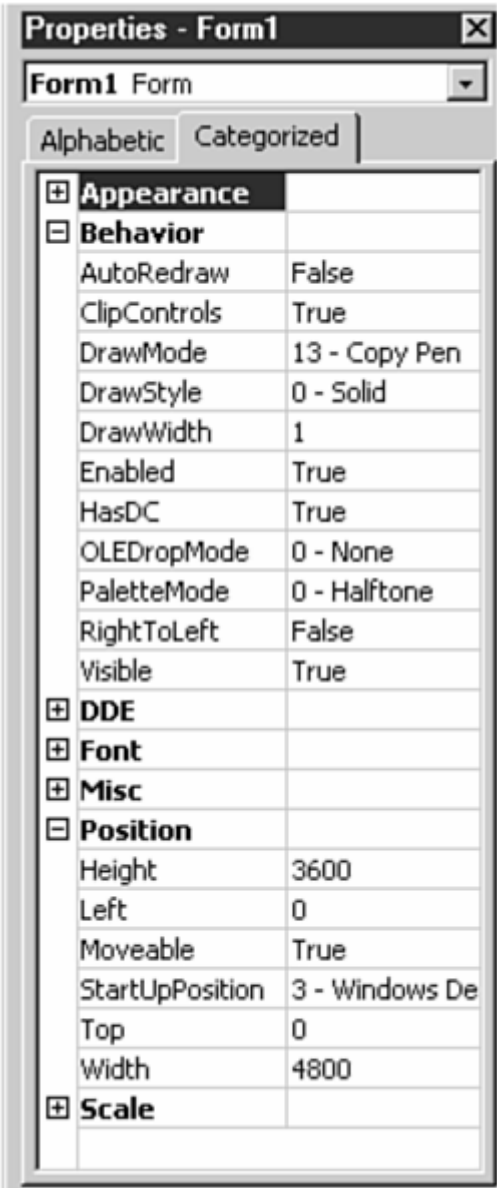 Properties - Form1
Form1 Form
Alphabetic Categorized
Appearance
Behavior
AutoRedraw False
ClipControls True
DrawMode 13 - Copy Pen
DrawStyle 0 - Solid
DrawWidth 1
Enabled True
HasDC True
OLEDropMode 0 - None
PaletteMode 0 - Halftone
RightToLeft False
Visible True
DDE
Font
Misc
Position
Height 3600
Left 0
Moveable True
StartUpPosition 3 - Windows De
Top 0
Width 4800
Scale